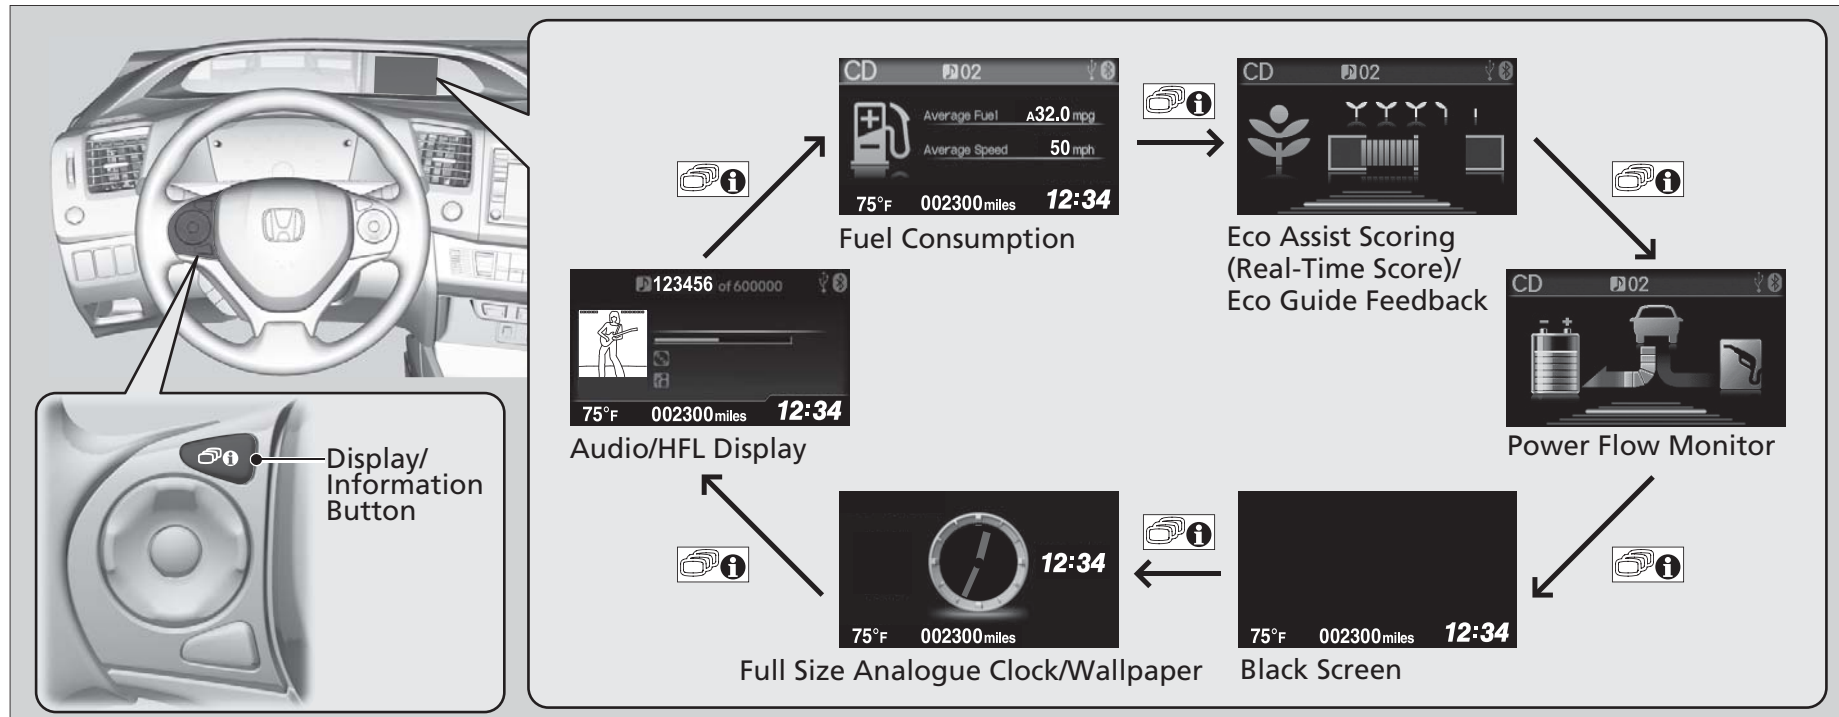 CD 02
Average Fuel A32.0 mpg
Average Speed 50 mph
75°F 002300 miles 12:34
Fuel Consumption
CD 02
Eco Assist Scoring
(Real-Time Score)/
Eco Guide Feedback
CD 02
Power Flow Monitor
75°F 002300 miles 12:34
Black Screen
12:34
75°F 002300 miles
Full Size Analogue Clock/Wallpaper
123456 of 600000
75°F 002300 miles 12:34
Audio/HFL Display
Display/
Information
Button